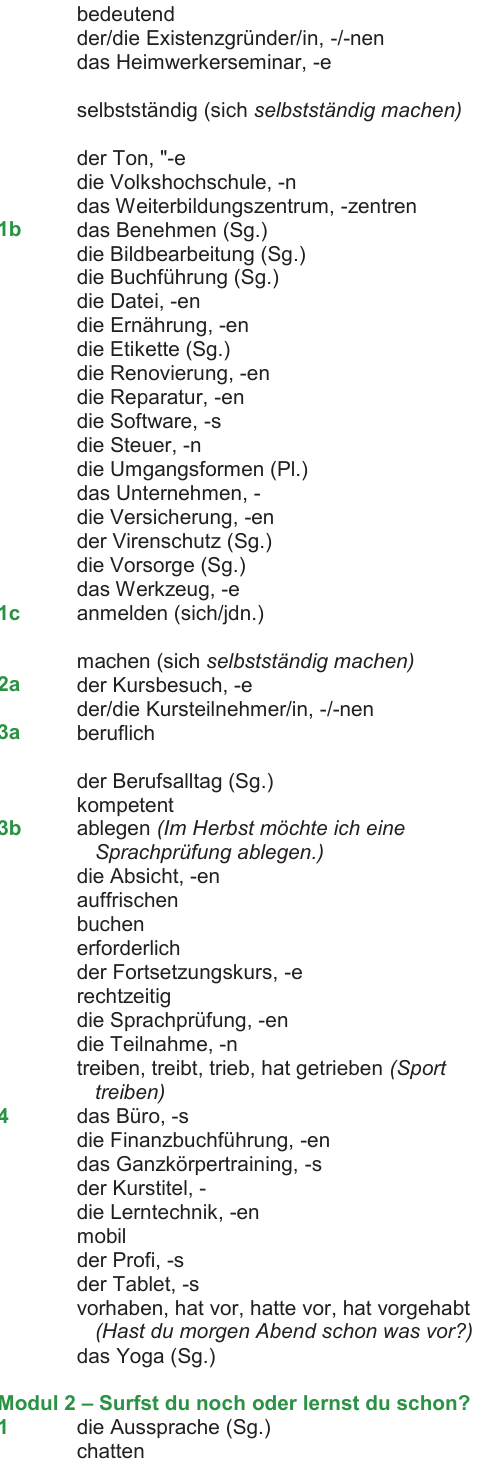 bedeutend
der/die Existenzgründer/in, -/-nen
das Heimwerkerseminar, -e
selbstständig (sich selbstständig machen)
der Ton, "-e
die Volkshochschule, -n
das Weiterbildungszentrum, -zentren
1b das Benehmen (Sg.)
die Bildbearbeitung (Sg.)
die Buchführung (Sg.)
die Datei, -en
die Ernährung, -en
die Etikette (Sg.)
die Renovierung, -en
die Reparatur, -en
die Software, -s
die Steuer, -n
die Umgangsformen (Pl.)
das Unternehmen, -
die Versicherung, -en
der Virenschutz (Sg.)
die Vorsorge (Sg.)
das Werkzeug, -e
1c anmelden (sich/jdn.)
machen (sich selbstständig machen)
2a der Kursbesuch, -e
der/die Kursteilnehmer/in, -/-nen
3a beruflich
der Berufsalltag (Sg.)
kompetent
3b ablegen (Im Herbst möchte ich eine
Sprachprüfung ablegen.)
die Absicht, -en
auffrischen
buchen
erforderlich
der Fortsetzungskurs, -e
rechtzeitig
die Sprachprüfung, -en
die Teilnahme, -n
treiben, treibt, trieb, hat getrieben (Sport
treiben)
4 das Büro, -s
die Finanzbuchführung, -en
das Ganzkörpertraining, -s
der Kurstitel, -
die Lerntechnik, -en
mobil
der Profi, -s
der Tablet, -s
vorhaben, hat vor, hatte vor, hat vorgehabt
(Hast du morgen Abend schon was vor?)
das Yoga (Sg.)
Modul 2 – Surfst du noch oder lernst du schon?
1 die Aussprache (Sg.)
chatten